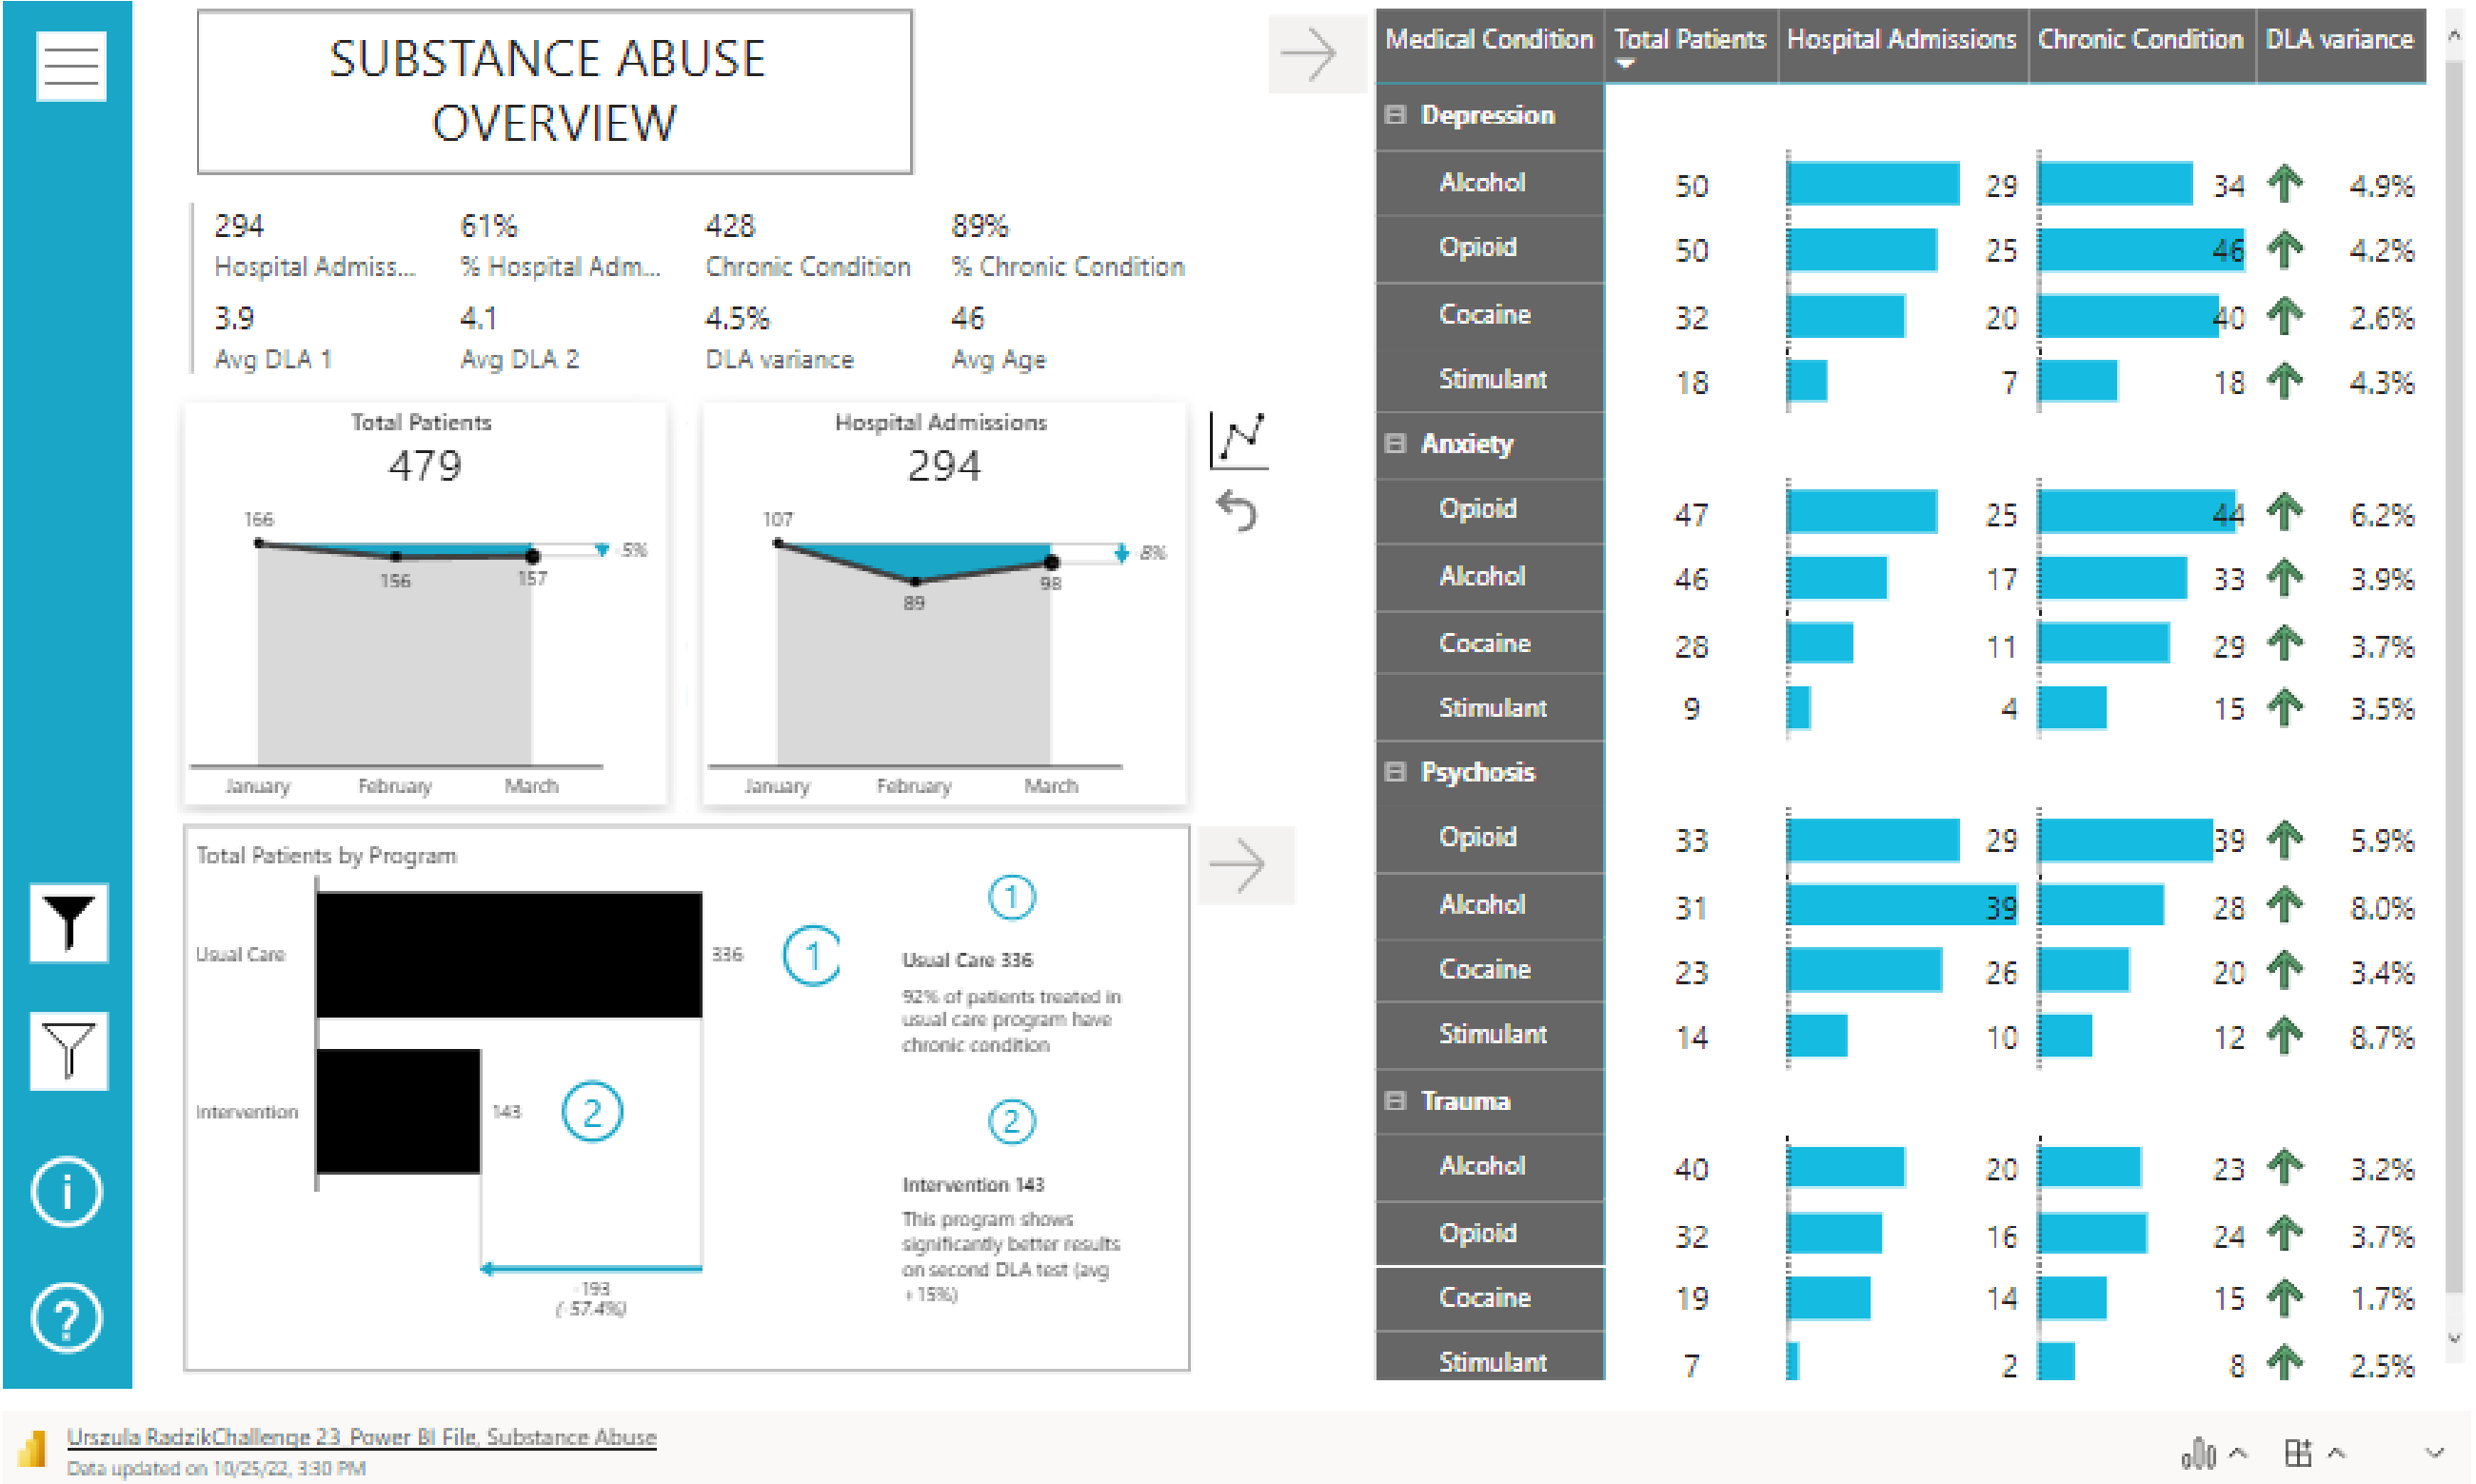 SUBSTANCE ABUSE
OVERVIEW
294
Hospital Admiss...
61%
% Hospital Adm...
428
Chronic Condition
89%
% Chronic Condition
3.9
Avg DLA 1
4.1
Avg DLA 2
4.5%
DLA variance
46
Avg Age
Total Patients
479
166
156
157
-5%
January February March
Hospital Admissions
294
107
89
98
-8%
January February March
Total Patients by Program
Usual Care 336
1
Intervention 143
2
-193
(-57.4%)
1
Usual Care 336
92% of patients treated in
usual care program have
chronic condition
2
Intervention 143
This program shows
significantly better results
on second DLA test (avg
+15%)
Medical Condition Total Patients Hospital Admissions Chronic Condition DLA variance
Depression
Alcohol 50 29 34 4.9%
Opioid 50 25 46 4.2%
Cocaine 32 20 40 2.6%
Stimulant 18 7 18 4.3%
Anxiety
Opioid 47 25 44 6.2%
Alcohol 46 17 33 3.9%
Cocaine 28 11 29 3.7%
Stimulant 9 4 15 3.5%
Psychosis
Opioid 33 29 39 5.9%
Alcohol 31 39 28 8.0%
Cocaine 23 26 20 3.4%
Stimulant 14 10 12 8.7%
Trauma
Alcohol 40 20 23 3.2%
Opioid 32 16 24 3.7%
Cocaine 19 14 15 1.7%
Stimulant 7 2 8 2.5%
i
?
Urszula RadzikChallenge 23_Power BI File, Substance Abuse
Data updated on 10/25/22, 3:30 PM